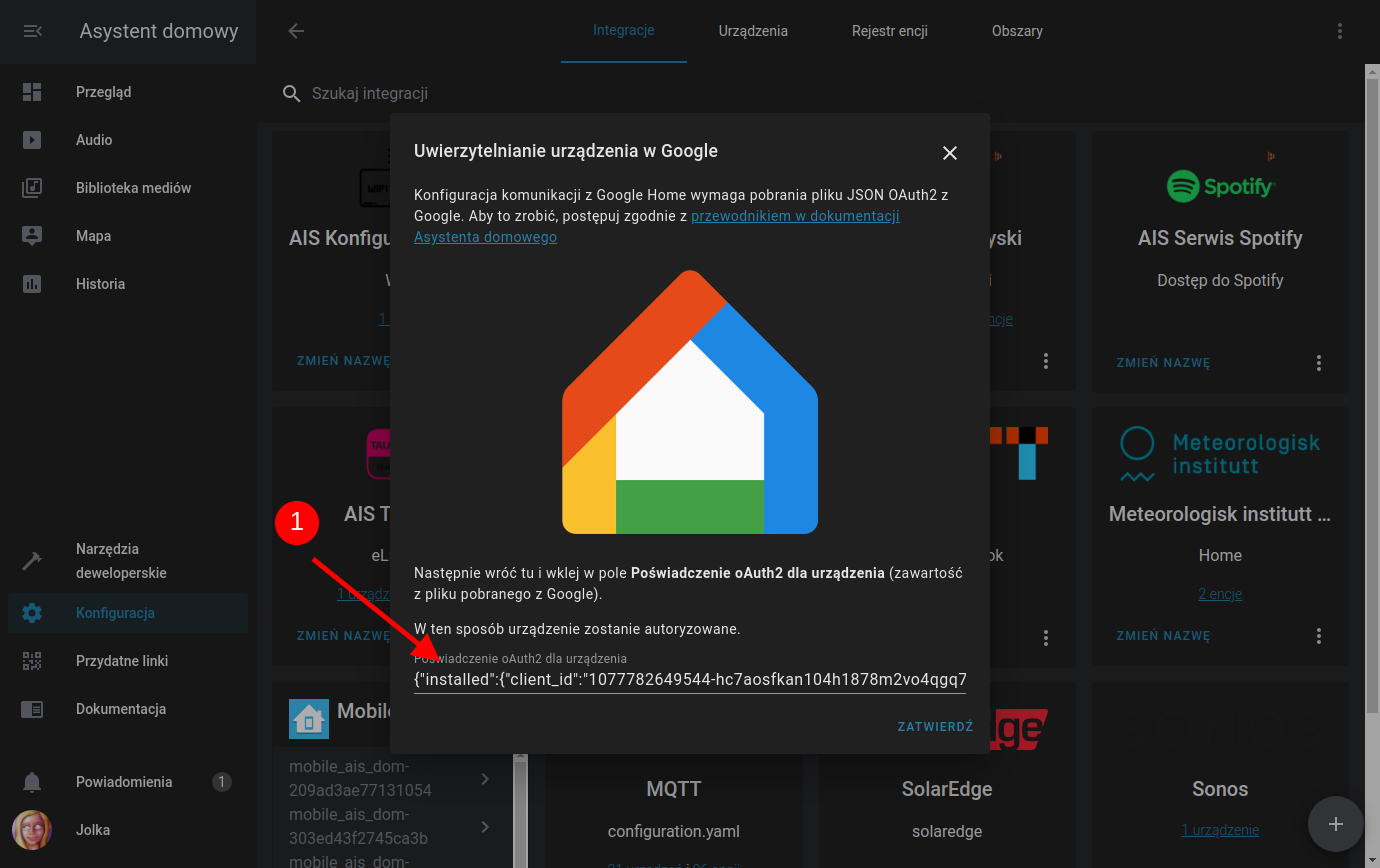 Asystent domowy
Integracje
Urządzenia
Rejestr encji
Obszary
Szukaj integracji
Przegląd
Audio
Biblioteka mediów
Mapa
Historia
Narzędzia
deweloperskie
Konfiguracja
Przydatne linki
Dokumentacja
Powiadomienia
1
Jolka
WIFI
AIS Konfigu
1
ZMIEŃ NAZWĘ
yski
i
encje
Spotify
AIS Serwis Spotify
Dostęp do Spotify
ZMIEŃ NAZWĘ
Uwierzytelnianie urządzenia w Google
Konfiguracja komunikacji z Google Home wymaga pobrania pliku JSON OAuth2 z
Google. Aby to zrobić, postępuj zgodnie z przewodnikiem w dokumentacji
Asystenta domowego
1
Następnie wróć tu i wklej w pole Poświadczenie oAuth2 dla urządzenia (zawartość
z pliku pobranego z Google).
W ten sposób urządzenie zostanie autoryzowane.
Poświadczenie oAuth2 dla urządzenia
{"installed":{"client_id":"1077782649544-hc7aosfkan104h1878m2vo4qgq7
ZATWIERDŹ
TAU
AIS T
eL
1 urządz
ZMIEŃ NAZWĘ
ok
Meteorologisk
institutt
Meteorologisk institutt ...
Home
2 encje
ZMIEŃ NAZWĘ
Mobile
mobile_ais_dom-
209ad3ae77131054
mobile_ais_dom-
303ed43f2745ca3b
mobile_ais_dom-
MQTT
configuration.yaml
ge
SolarEdge
solaredge
Sonos
1 urządzenie